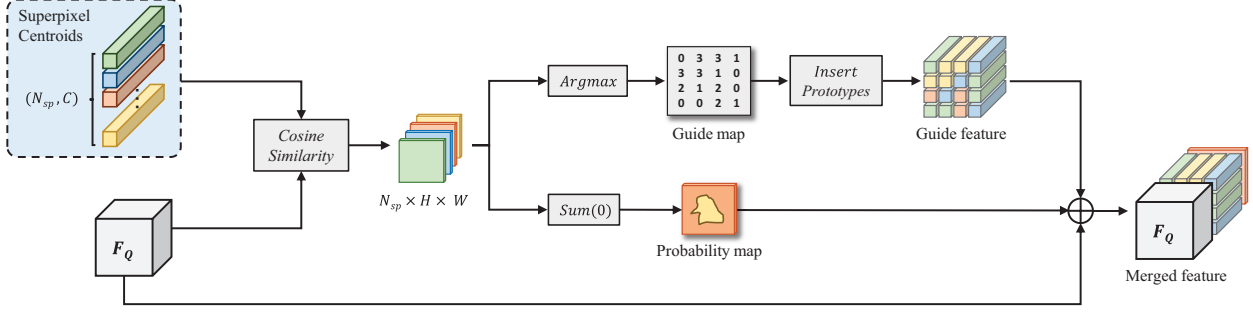 Superpixel
Centroids
(N_sp, C)
F_Q
Cosine
Similarity
N_sp × H × W
Argmax
0 3 3 1
3 3 1 0
2 1 2 0
0 0 2 1
Guide map
Insert
Prototypes
Guide feature
Sum(0)
Probability map
F_Q
Merged feature